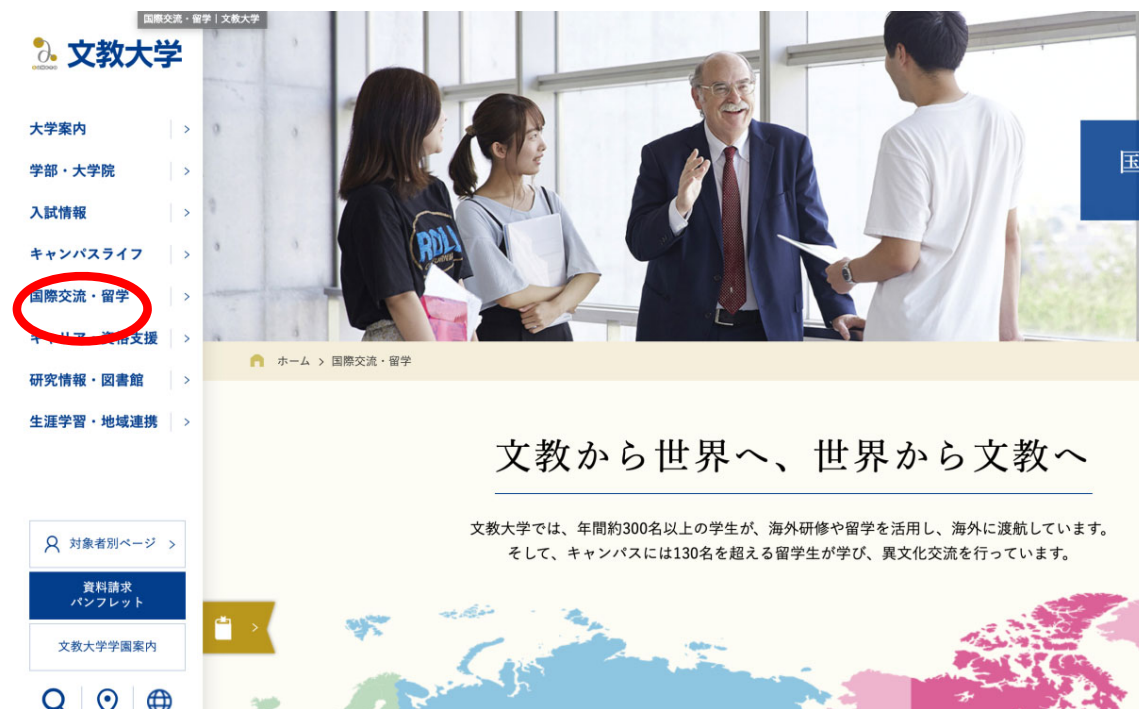 国際交流・留学｜文教大学
文教大学
大学案内
学部・大学院
入試情報
キャンパスライフ
国際交流・留学
キャリア・資格支援
研究情報・図書館
生涯学習・地域連携
対象者別ページ
資料請求
パンフレット
文教大学学園案内
国
ホーム > 国際交流・留学
文教から世界へ、世界から文教へ
文教大学では、年間約300名以上の学生が、海外研修や留学を活用し、海外に渡航しています。
そして、キャンパスには130名を超える留学生が学び、異文化交流を行っています。